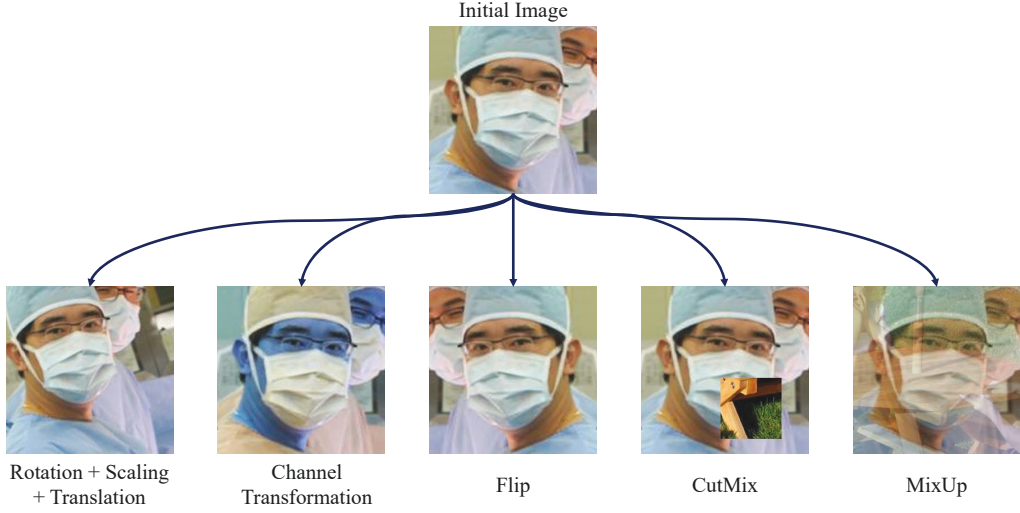 Initial Image
Rotation + Scaling
+ Translation
Channel
Transformation
Flip
CutMix
MixUp